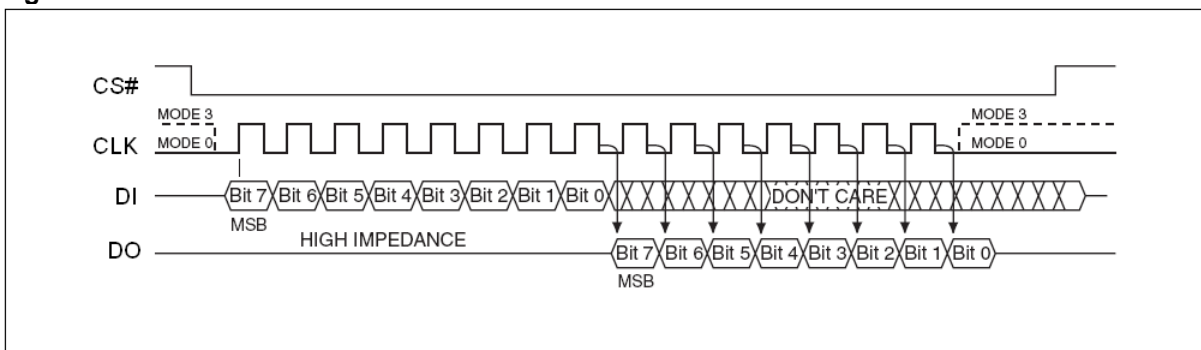 CS#
MODE 3 MODE 3
CLK MODE 0 MODE 0
DI Bit 7 Bit 6 Bit 5 Bit 4 Bit 3 Bit 2 Bit 1 Bit 0 DON'T CARE
MSB
HIGH IMPEDANCE
DO Bit 7 Bit 6 Bit 5 Bit 4 Bit 3 Bit 2 Bit 1 Bit 0
MSB